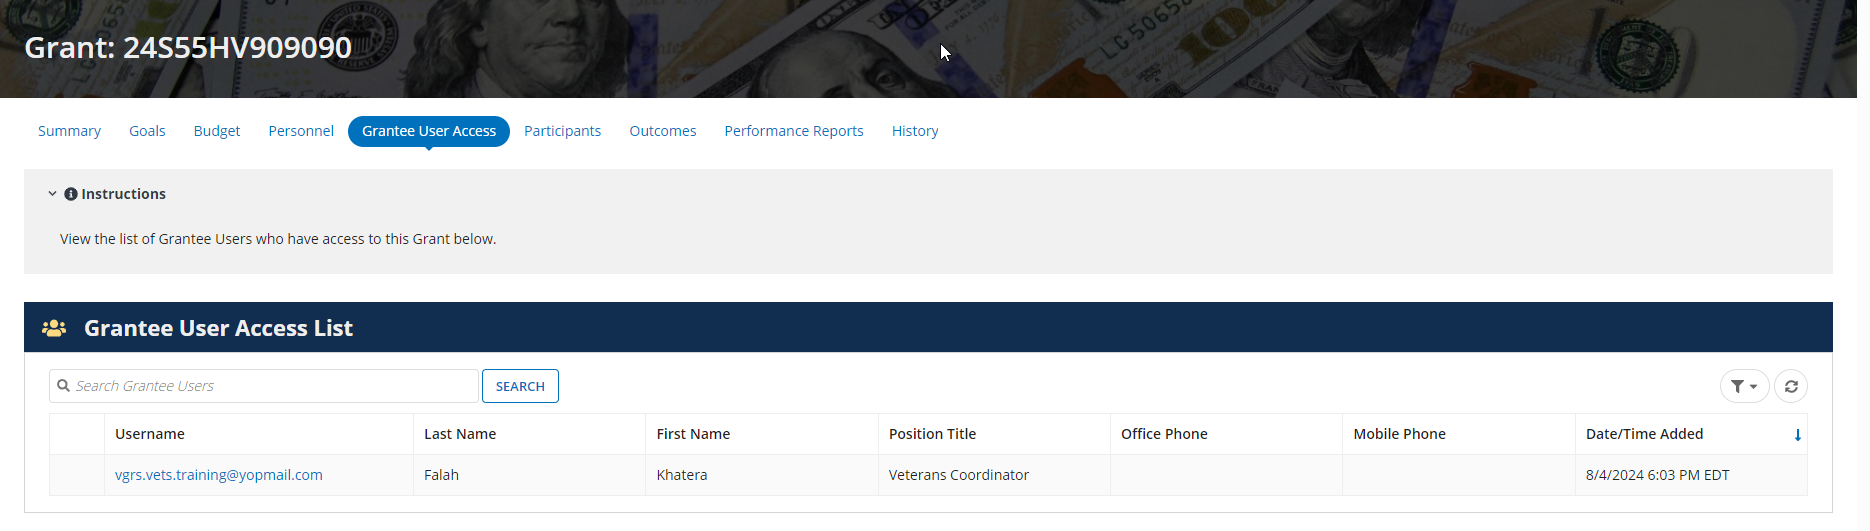 Grant: 24S55HV909090
Summary Goals Budget Personnel Grantee User Access Participants Outcomes Performance Reports History
Instructions
View the list of Grantee Users who have access to this Grant below.
Grantee User Access List
Search Grantee Users SEARCH
Username Last Name First Name Position Title Office Phone Mobile Phone Date/Time Added
vgrs.vets.training@yopmail.com Falah Khatera Veterans Coordinator 8/4/2024 6:03 PM EDT